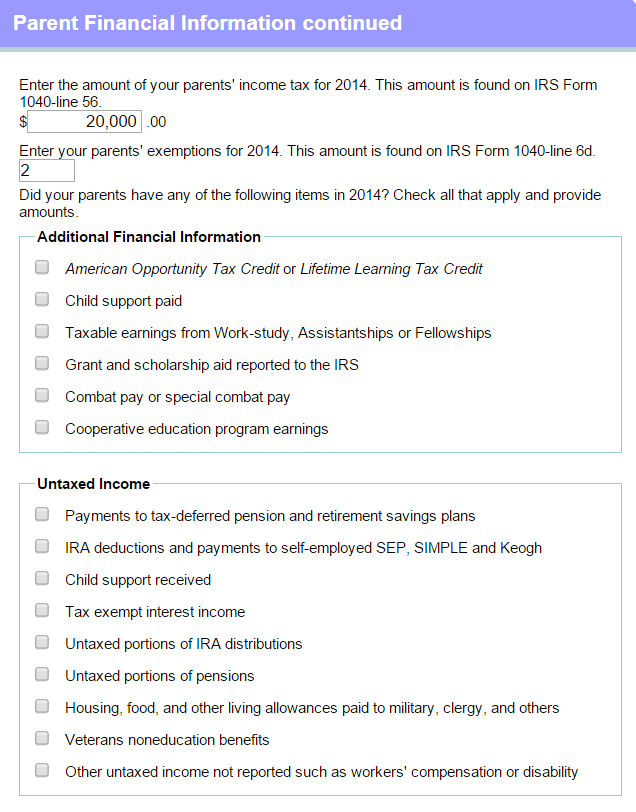 Parent Financial Information continued
Enter the amount of your parents' income tax for 2014. This amount is found on IRS Form
1040-line 56.
$ 20,000 .00
Enter your parents' exemptions for 2014. This amount is found on IRS Form 1040-line 6d.
2
Did your parents have any of the following items in 2014? Check all that apply and provide
amounts.
Additional Financial Information
American Opportunity Tax Credit or Lifetime Learning Tax Credit
Child support paid
Taxable earnings from Work-study, Assistantships or Fellowships
Grant and scholarship aid reported to the IRS
Combat pay or special combat pay
Cooperative education program earnings
Untaxed Income
Payments to tax-deferred pension and retirement savings plans
IRA deductions and payments to self-employed SEP, SIMPLE and Keogh
Child support received
Tax exempt interest income
Untaxed portions of IRA distributions
Untaxed portions of pensions
Housing, food, and other living allowances paid to military, clergy, and others
Veterans noneducation benefits
Other untaxed income not reported such as workers' compensation or disability